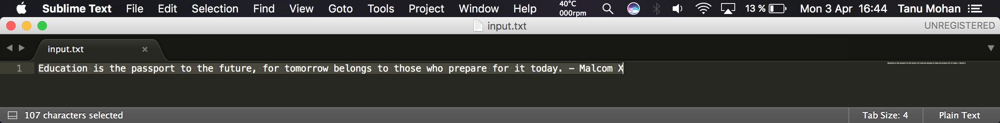 Sublime Text File Edit Selection Find View Goto Tools Project Window Help 40°C 000rpm 13 % Mon 3 Apr 16:44 Tanu Mohan
input.txt UNREGISTERED
input.txt
1 Education is the passport to the future, for tomorrow belongs to those who prepare for it today. - Malcom X
107 characters selected Tab Size: 4 Plain Text